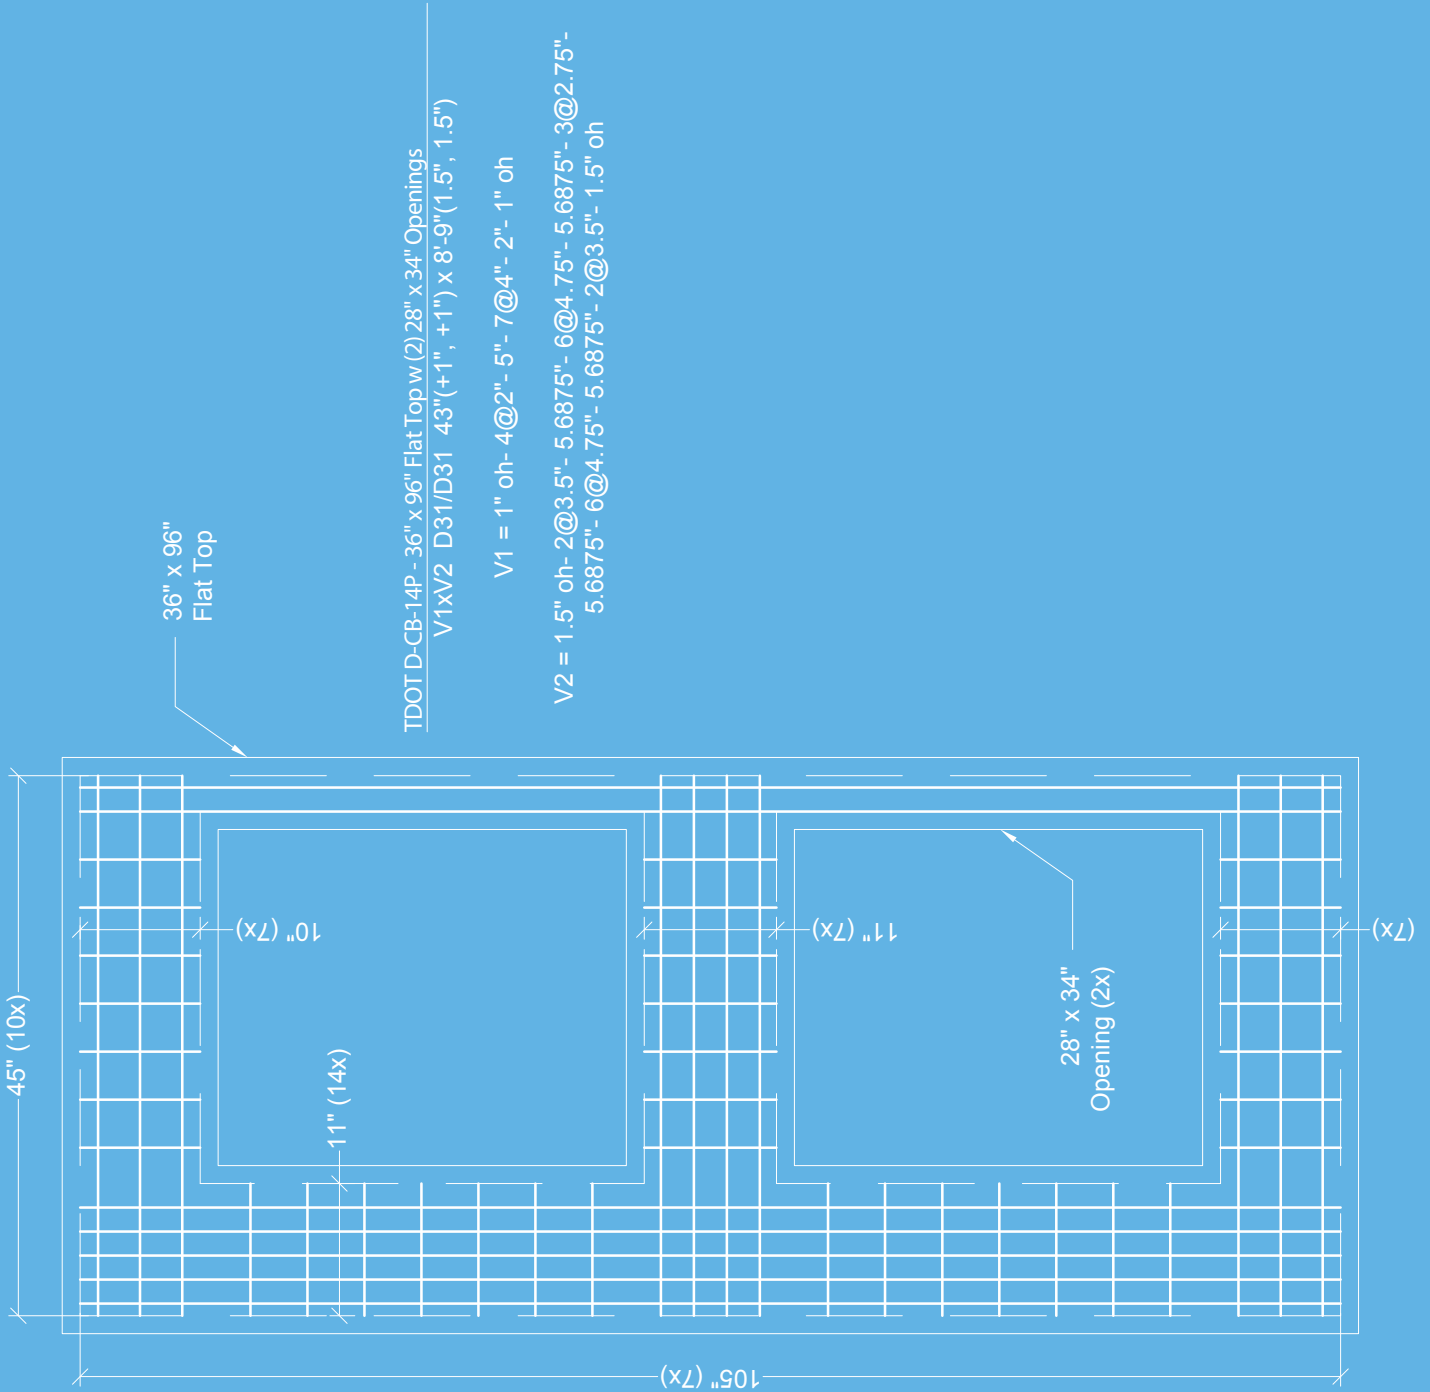 TDOT D-CB-14P - 36" x 96" Flat Top w (2) 28" x 34" Openings
V1xV2 D31/D31 43"(+1", +1") x 8'-9"(1.5", 1.5")
V1 = 1" oh- 4@2"- 5"- 7@4"- 2"- 1" oh
V2 = 1.5" oh- 2@3.5"- 5.6875"- 6@4.75"- 5.6875"- 3@2.75"-
5.6875"- 6@4.75"- 5.6875"- 2@3.5"- 1.5" oh
36" x 96"
Flat Top
45" (10x)
10" (7x)
11" (14x)
11" (7x)
28" x 34"
Opening (2x)
(7x)
105" (7x)